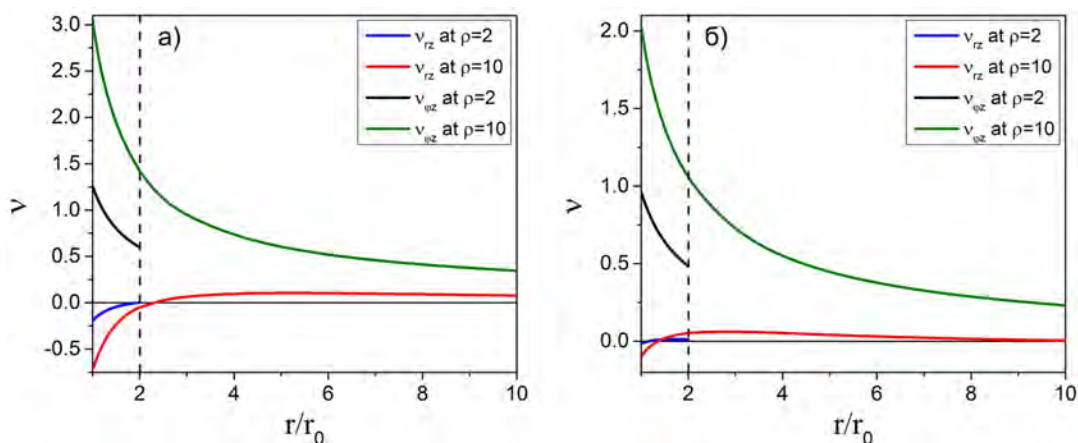 а)
ν_rz at ρ=2
ν_rz at ρ=10
ν_φz at ρ=2
ν_φz at ρ=10
3.0
2.5
2.0
1.5
1.0
0.5
0.0
-0.5
ν
2
4
6
8
10
r/r_0
б)
ν_rz at ρ=2
ν_rz at ρ=10
ν_φz at ρ=2
ν_φz at ρ=10
2.0
1.5
1.0
0.5
0.0
ν
2
4
6
8
10
r/r_0